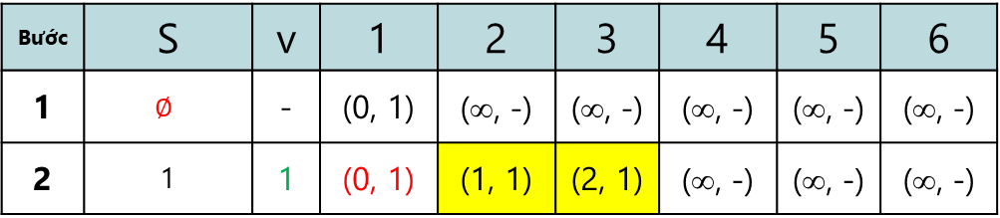 Bước S v 1 2 3 4 5 6
1 ∅ - (0, 1) (∞, -) (∞, -) (∞, -) (∞, -) (∞, -)
2 1 1 (0, 1) (1, 1) (2, 1) (∞, -) (∞, -) (∞, -)